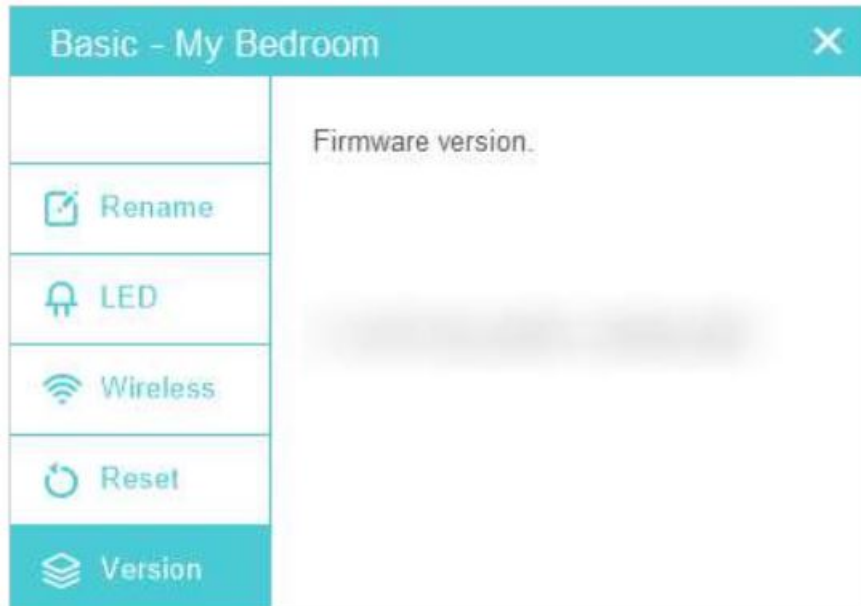 Basic - My Bedroom
Firmware version.
Rename
LED
Wireless
Reset
Version